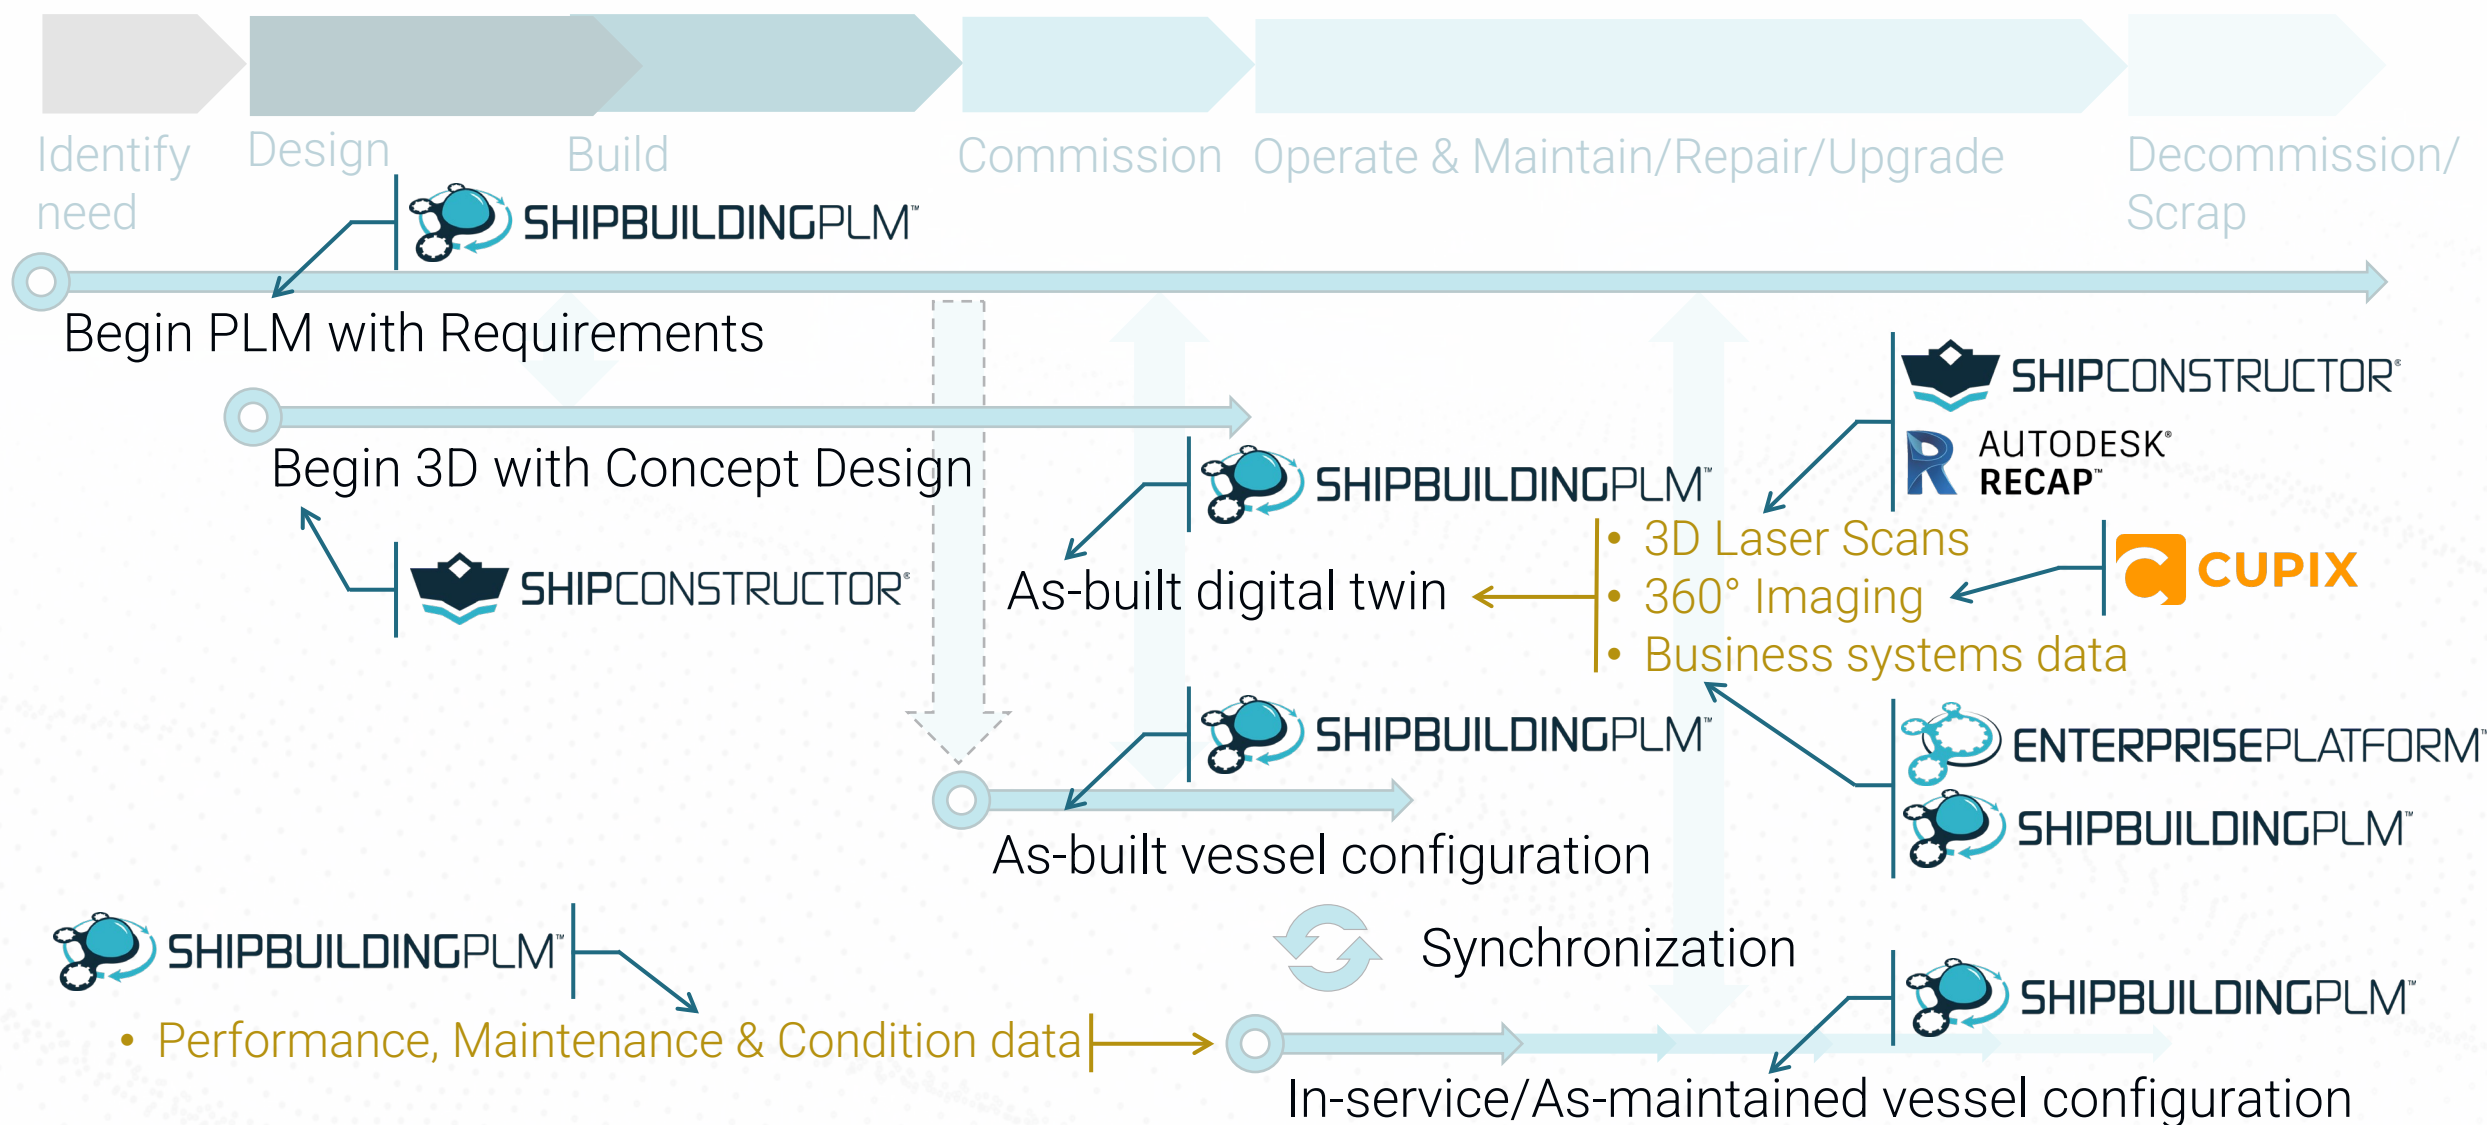 Identify
need
Design
Build
Commission
Operate & Maintain/Repair/Upgrade
Decommission/
Scrap
SHIPBUILDINGPLM™
Begin PLM with Requirements
SHIPCONSTRUCTOR®
AUTODESK®
RECAP™
Begin 3D with Concept Design
SHIPBUILDINGPLM™
• 3D Laser Scans
• 360° Imaging
• Business systems data
CUPIX
As-built digital twin
SHIPCONSTRUCTOR®
SHIPBUILDINGPLM™
ENTERPRISEPLATFORM™
SHIPBUILDINGPLM™
As-built vessel configuration
Synchronization
SHIPBUILDINGPLM™
SHIPBUILDINGPLM™
• Performance, Maintenance & Condition data
In-service/As-maintained vessel configuration